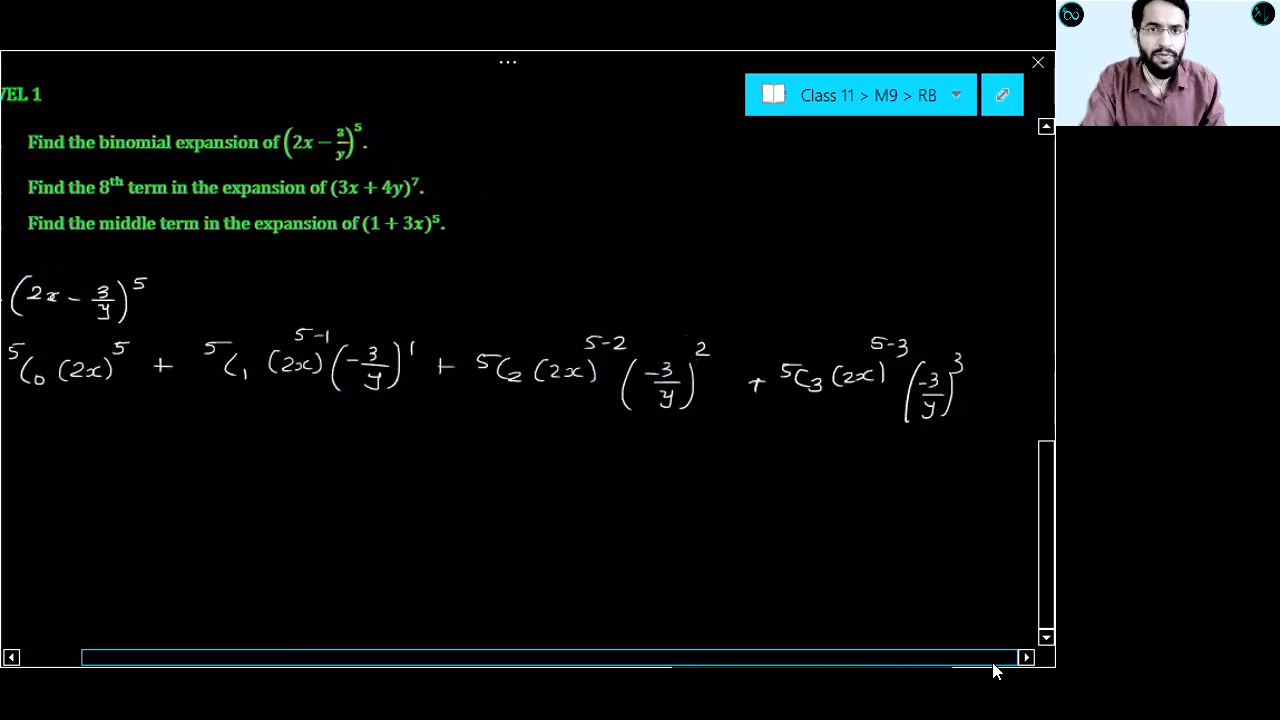 VEL 1
Class 11 > M9 > RB
Find the binomial expansion of (2x − 3/y)⁵.
Find the 8ᵗʰ term in the expansion of (3x + 4y)⁷.
Find the middle term in the expansion of (1 + 3x)⁵.
(2x − 3/y)⁵
⁵C₀ (2x)⁵ + ⁵C₁ (2x)⁵⁻¹ (−3/y)¹ + ⁵C₂ (2x)⁵⁻² (−3/y)² + ⁵C₃ (2x)⁵⁻³ (−3/y)³